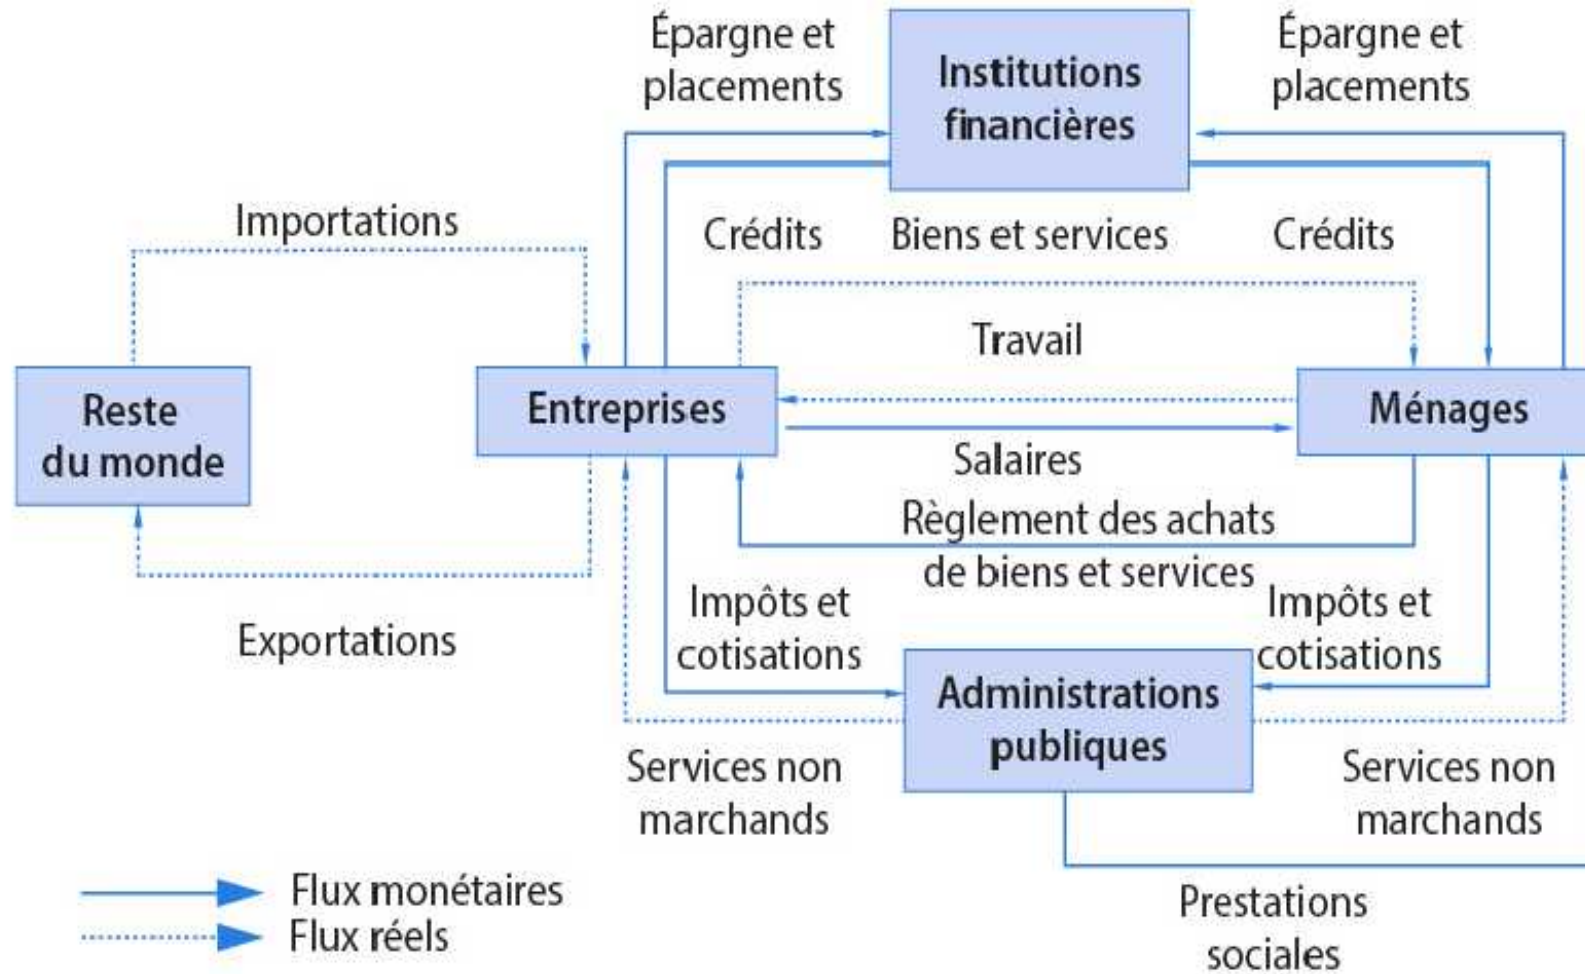 Épargne et
placements
Institutions
financières
Épargne et
placements
Importations
Crédits
Biens et services
Crédits
Travail
Reste
du monde
Entreprises
Ménages
Salaires
Règlement des achats
de biens et services
Exportations
Impôts et
cotisations
Impôts et
cotisations
Administrations
publiques
Services non
marchands
Services non
marchands
Flux monétaires
Flux réels
Prestations
sociales